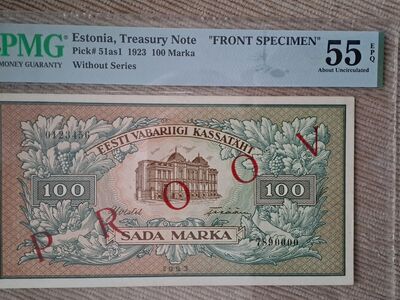 PMG
MONEY GUARANTY
Estonia, Treasury Note "FRONT SPECIMEN"
Pick# 51as1 1923 100 Marka
Without Series
55 EPQ
About Uncirculated
0123456
EESTI VABARIIGI KASSATÄHT
100 100
PROOV
7890000
SADA MARKA
1923